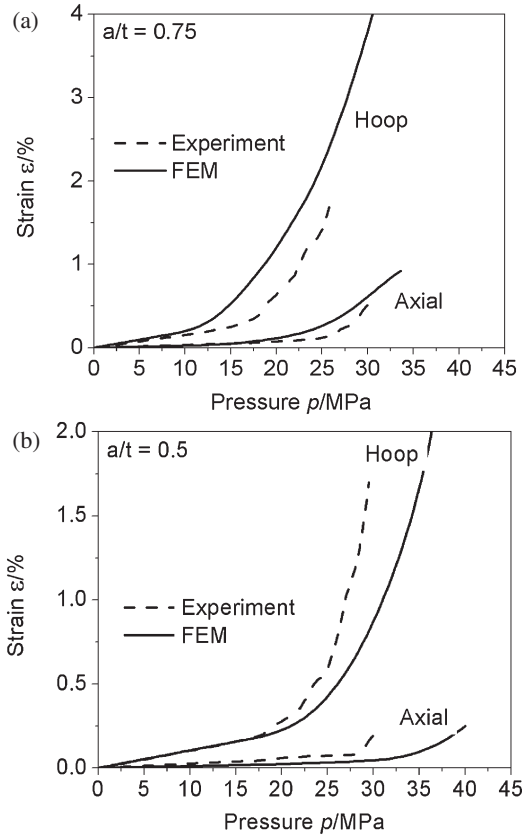 (a)
a/t = 0.75
4
3
2
1
0
Strain ε/%
Experiment
FEM
Hoop
Axial
0 5 10 15 20 25 30 35 40 45
Pressure p/MPa
(b)
a/t = 0.5
2.0
1.5
1.0
0.5
0.0
Strain ε/%
Hoop
Experiment
FEM
Axial
0 5 10 15 20 25 30 35 40 45
Pressure p/MPa